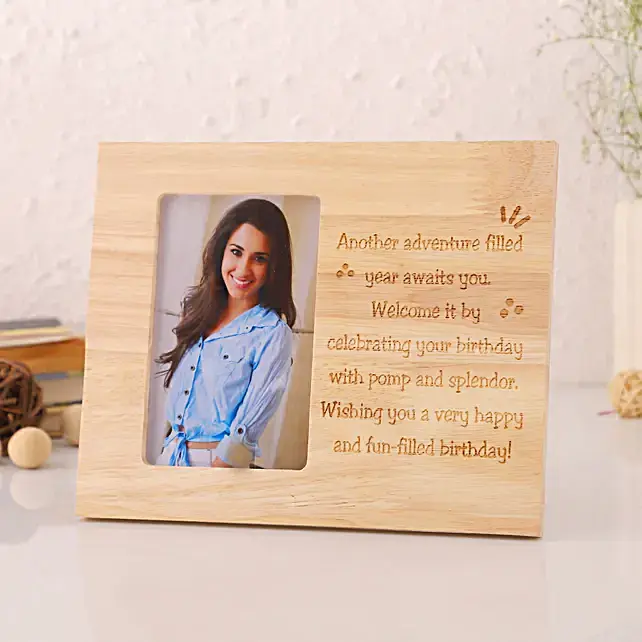 Another adventure filled
year awaits you.
Welcome it by
celebrating your birthday
with pomp and splendor.
Wishing you a very happy
and fun-filled birthday!